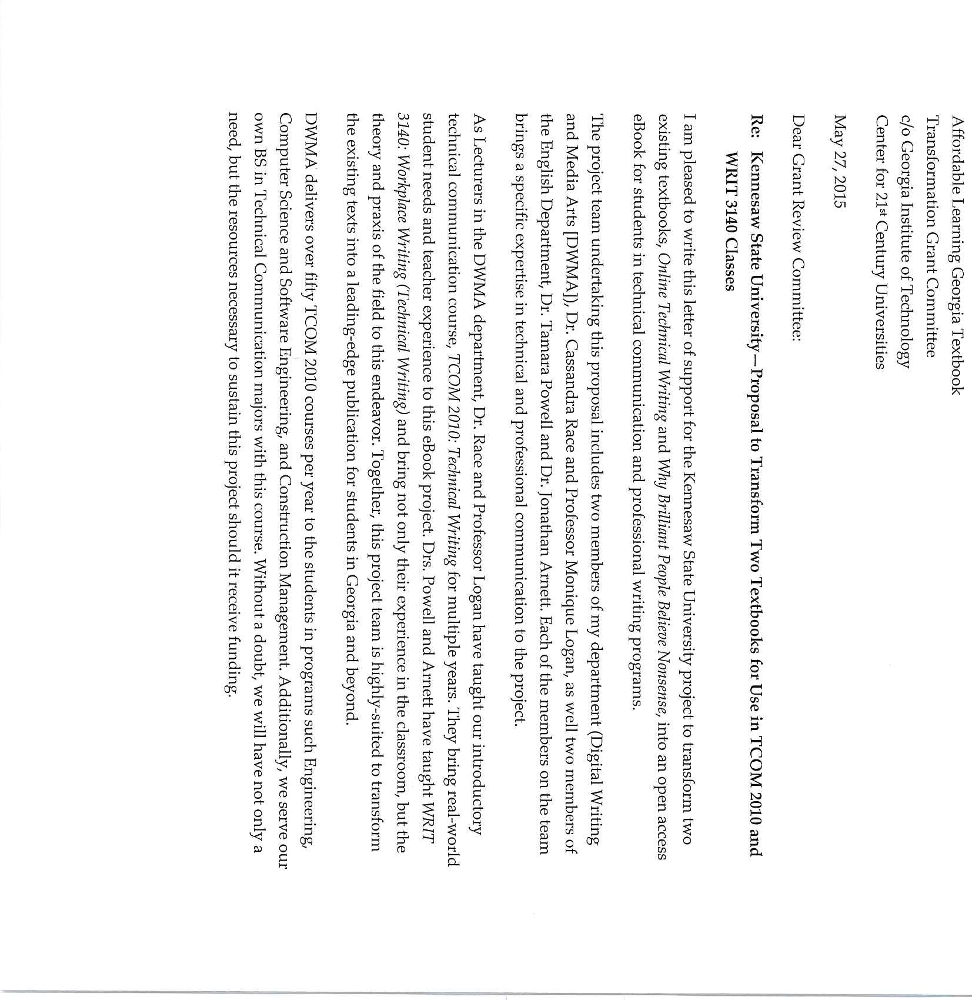 Affordable Learning Georgia Textbook
Transformation Grant Committee
c/o Georgia Institute of Technology
Center for 21st Century Universities
May 27, 2015
Dear Grant Review Committee:
Re: Kennesaw State University—Proposal to Transform Two Textbooks for Use in TCOM 2010 and
WRIT 3140 Classes
I am pleased to write this letter of support for the Kennesaw State University project to transform two
existing textbooks, Online Technical Writing and Why Brilliant People Believe Nonsense, into an open access
eBook for students in technical communication and professional writing programs.
The project team undertaking this proposal includes two members of my department (Digital Writing
and Media Arts [DWMA]), Dr. Cassandra Race and Professor Monique Logan, as well two members of
the English Department, Dr. Tamara Powell and Dr. Jonathan Arnett. Each of the members on the team
brings a specific expertise in technical and professional communication to the project.
As Lecturers in the DWMA department, Dr. Race and Professor Logan have taught our introductory
technical communication course, TCOM 2010: Technical Writing for multiple years. They bring real-world
student needs and teacher experience to this eBook project. Drs. Powell and Arnett have taught WRIT
3140: Workplace Writing (Technical Writing) and bring not only their experience in the classroom, but the
theory and praxis of the field to this endeavor. Together, this project team is highly-suited to transform
the existing texts into a leading-edge publication for students in Georgia and beyond.
DWMA delivers over fifty TCOM 2010 courses per year to the students in programs such Engineering,
Computer Science and Software Engineering, and Construction Management. Additionally, we serve our
own BS in Technical Communication majors with this course. Without a doubt, we will have not only a
need, but the resources necessary to sustain this project should it receive funding.